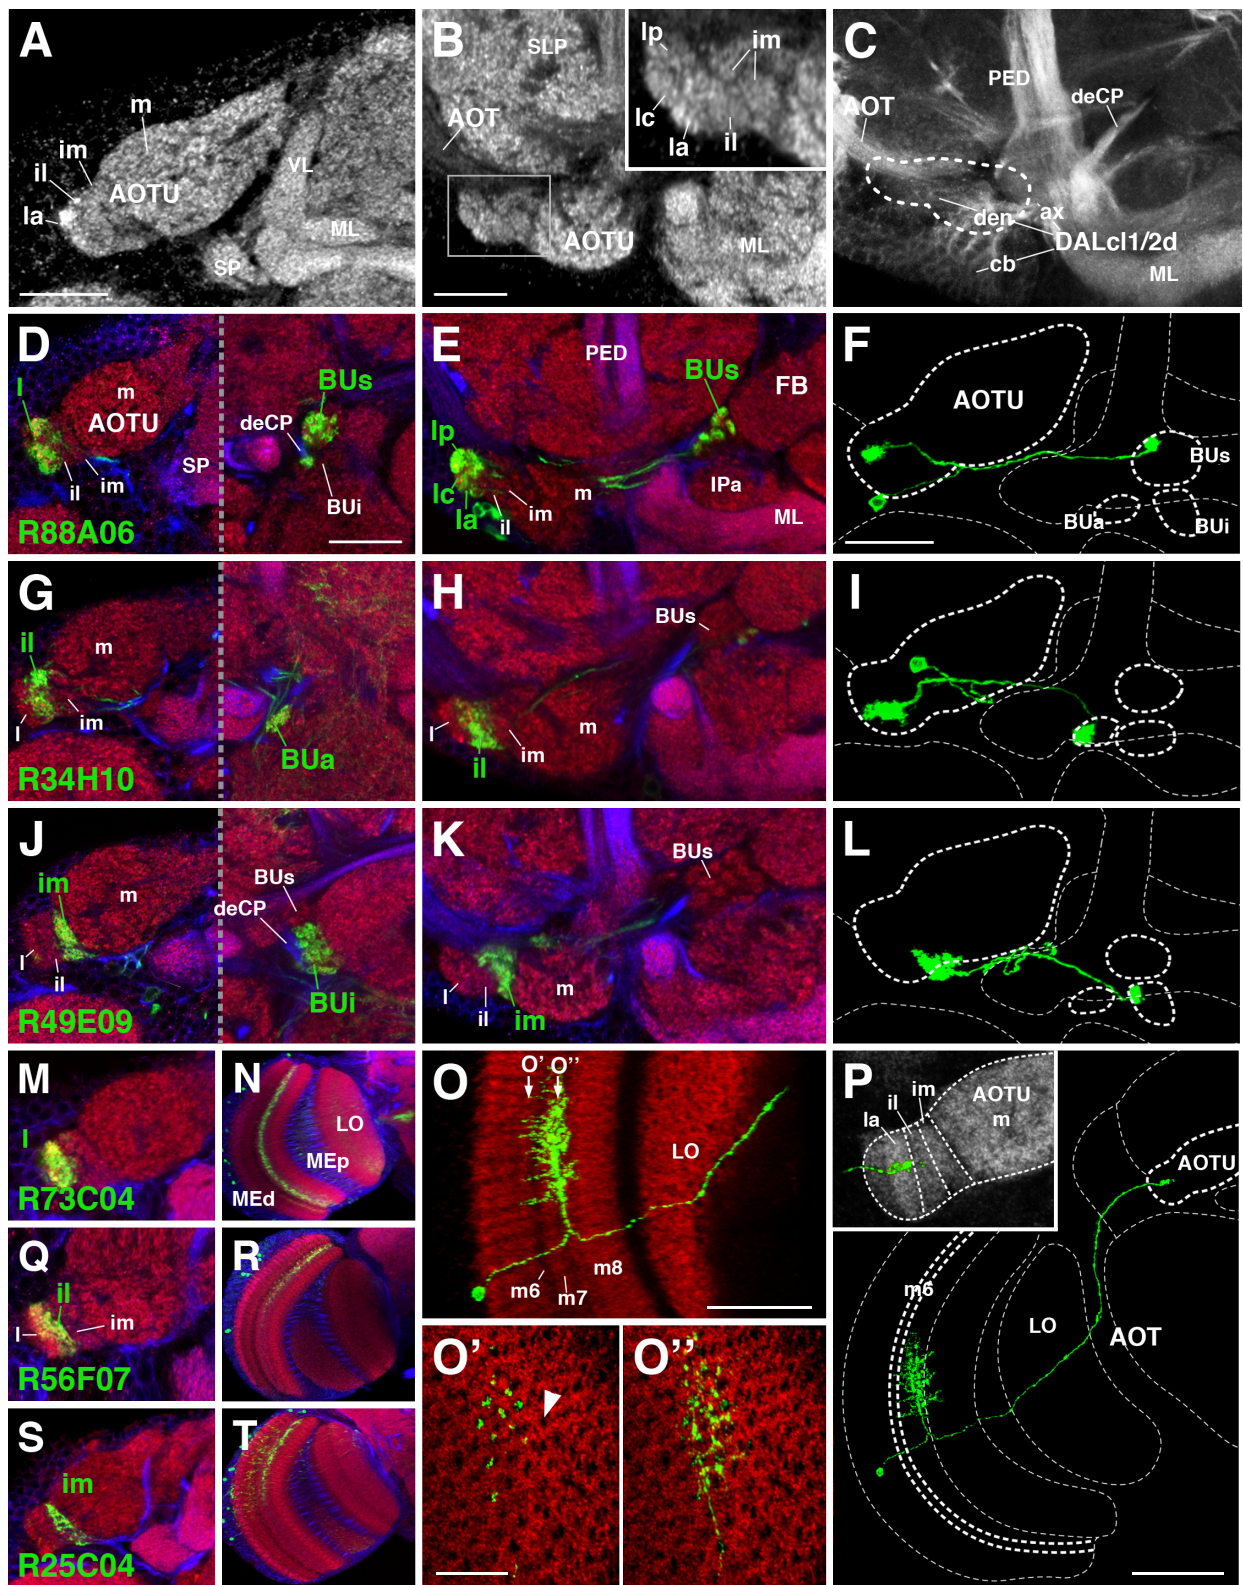 A
m
im
il
la
AOTU
VL
ML
SP
B
SLP
AOT
AOTU
ML
lp
im
lc
la
il
C
PED
deCP
AOT
den
ax
DALcl1/2d
cb
ML
D
l
m
AOTU
il
im
SP
R88A06
BUs
deCP
BUi
E
PED
BUs
FB
lp
lc
la
il
im
m
IPa
ML
F
AOTU
BUs
BUa
BUi
G
il
m
l
im
R34H10
BUa
H
BUs
l
il
im
m
I
J
im
m
l
il
R49E09
BUs
deCP
BUi
K
BUs
l
il
im
m
L
M
l
R73C04
N
LO
MEp
MEd
O
O' O''
LO
m6
m7
m8
P
AOTU
m
im
il
la
AOTU
m6
LO
AOT
Q
il
l
im
R56F07
R
O'
O''
S
im
R25C04
T